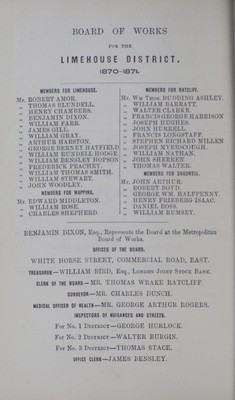 BOARD OF WORKS
FOR THE
LIMEHOUSE DISTRICT.
1870-1871.
MEMBERS FOR LIMEHOUSE.
Mr. ROBERT AMOR.
„ THOMAS BLUNDELL.
„ HENRY CHAMBERS.
„ BENJAMIN DIXON.
„ WILLIAM FARR.
„ JAMES GILL.
„ WILLIAM GRAY.
„ ARTHUR HARSTON.
„ GEORGE BERNEY HATFIELD
„ WILLIAM RUNDELL HODGE
„ WILLIAM BENSLEY HOPSON
„ FREDERICK PEACHEY.
„ WILLIAM THOMAS SMITH.
„ WILLIAM STEWART.
„ JOHN WOODLEY.
MEMBERS FOR WAPPING.
Mr. EDWARD MIDDLETON.
„ WILLIAM ROSE.
„ CHARLES SHEPHERD.
MEMBERS FOR RATCLIFF.
Mr. WM THOS. BUDDING ASHLEY.
„ WILLIAM BARRATT.
„ WALTER CLARKE.
„ FRANCIS GEORGE HARRISON
„ JOSEPH HUGHES.
„ JOHN HURRELL.
„ FRANCIS LONGSTAFF.
„ STEPHEN RICHARD MILLEN
„ JOSEPH MYERDCOUGH.
„ WILLIAM NATHAN.
„ JOHN SHEREEN.
„ THOMAS WALTER.
MEMBERS FOR SHADWELL.
Mr. JOHN ARTHUR.
„ ROBERT BOYD.
„ GEORGE WM. HALFPENNY.
„ HENRY FRIEBERG ISAAC.
„ DANIEL ROSS.
„ WILLIAM RUMSEY.
BENJAMIN DIXON, Esq., Represents the Board at the Metropolitan
Board of Works.
OFFICES OF THE BOARD.
WHITE HORSE STREET, COMMERCIAL ROAD, EAST.
TREASURER—WILLIAM BIRD, Esq., London Joint Stock Bank.
CLERK OF THE BOARD—MR. THOMAS WRAKE RATCLIFF.
SURVEYOR—MR. CHARLES DUNCH.
MEDICAL OFFICER OF HEALTH—MR. GEORGE ARTHUR ROGERS.
INSPECTORS OF NUISANCES AND STREETS.
For No. 1 District—GEORGE HURLOCK.
For No. 2 District—WALTER BURGIN.
For No. 3 District—THOMAS STACE.
OFFICE CLERK—JAMES BENSLEY.